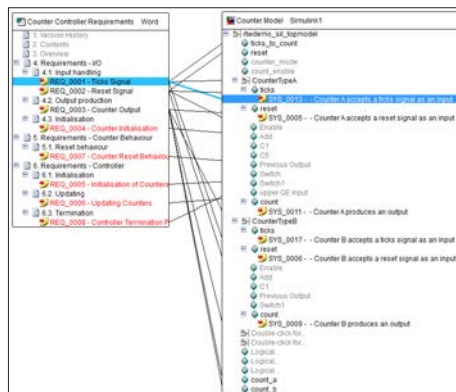 Counter Controller Requirements Word
1. Version History
2. Contents
3. Overview
4. Requirements - I/O
4.1. Input handling
REQ_0001 - Ticks Signal
REQ_0002 - Reset Signal
4.2. Output production
REQ_0003 - Counter Output
4.3. Initialisation
REQ_0004 - Counter Initialisation
5. Requirements - Counter Behaviour
5.1. Reset behaviour
REQ_0007 - Counter Reset Behaviou
6. Requirements - Controller
6.1. Initialisation
REQ_0005 - Initialisation of Counters
6.2. Updating
REQ_0006 - Updating Counters
6.3. Termination
REQ_0008 - Controller Termination
Counter Model Simulink1
rtwdemo_sil_topmodel
ticks_to_count
reset
counter_mode
count_enable
CounterTypeA
ticks
SYS_0013 - - Counter A accepts a ticks signal as an input
reset
SYS_0005 - - Counter A accepts a reset signal as an input
Enable
Add
C1
C5
Previous Output
Switch
Switch1
upper GE input
count
SYS_0011 - - Counter A produces an output
CounterTypeB
ticks
SYS_0017 - - Counter B accepts a ticks signal as an input
reset
SYS_0006 - - Counter B accepts a reset signal as an input
Enable
Add
C1
Previous Output
Switch
count
SYS_0009 - - Counter B produces an output
Double-click for...
Double-click for...
Logical...
Logical...
Logical...
count_a
count_b